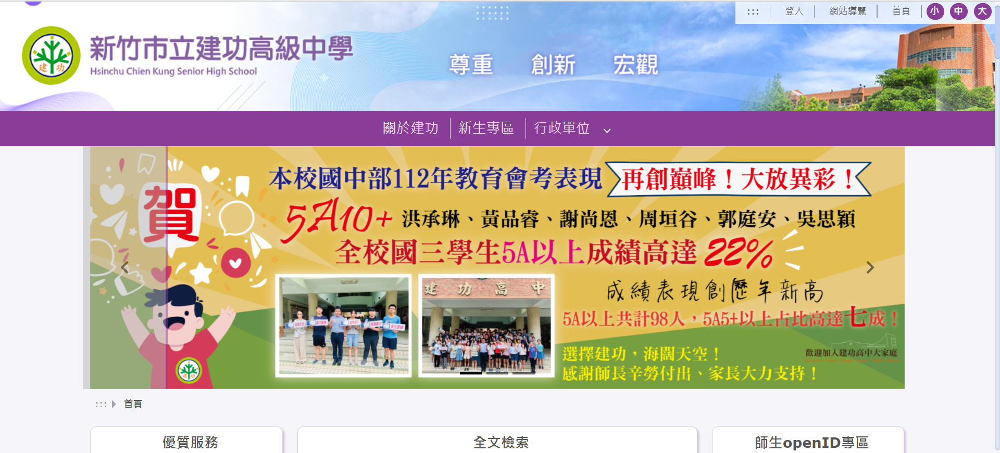 ::: 登入 網站導覽 首頁 小 中 大
新竹市立建功高級中學
Hsinchu Chien Kung Senior High School
建 功
尊重 創新 宏觀
關於建功 新生專區 行政單位
賀
本校國中部112年教育會考表現 再創巔峰！大放異彩！
5A10+ 洪承琳、黃品睿、謝尚恩、周垣谷、郭庭安、吳思穎
全校國三學生5A以上成績高達 22%
建功高中
成績表現創歷年新高
5A以上共計98人，5A5+以上占比高達七成！
選擇建功，海闊天空！
感謝師長辛勞付出、家長大力支持！
歡迎加入建功高中大家庭
建 功
::: 首頁
優質服務 全文檢索 師生openID專區